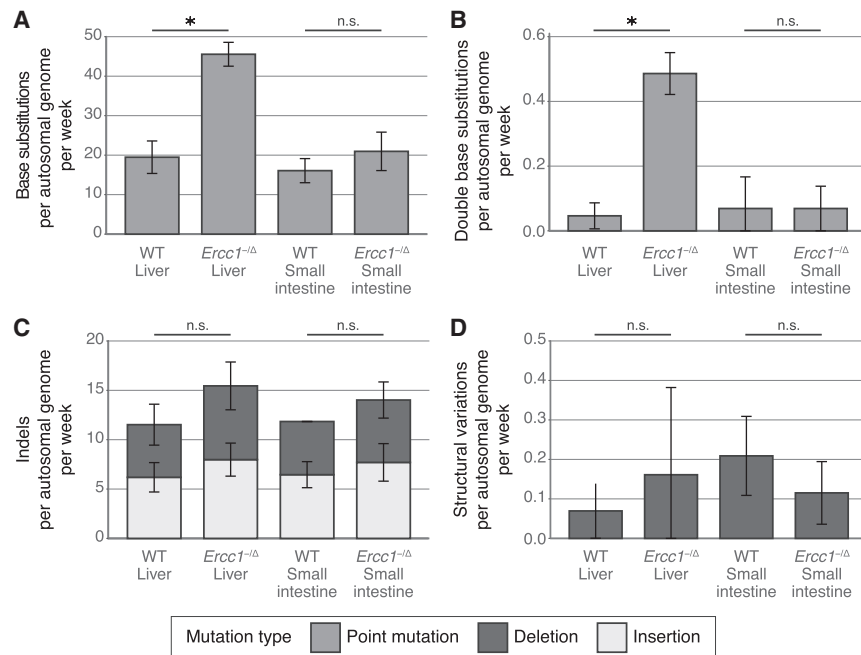 A
Base substitutions
per autosomal genome
per week
* n.s.
50
40
30
20
10
0
WT
Liver
Ercc1−/Δ
Liver
WT
Small
intestine
Ercc1−/Δ
Small
intestine
B
Double base substitutions
per autosomal genome
per week
* n.s.
0.6
0.4
0.2
0.0
WT
Liver
Ercc1−/Δ
Liver
WT
Small
intestine
Ercc1−/Δ
Small
intestine
C
Indels
per autosomal genome
per week
n.s. n.s.
20
15
10
5
0
WT
Liver
Ercc1−/Δ
Liver
WT
Small
intestine
Ercc1−/Δ
Small
intestine
D
Structural variations
per autosomal genome
per week
n.s. n.s.
0.5
0.4
0.3
0.2
0.1
0.0
WT
Liver
Ercc1−/Δ
Liver
WT
Small
intestine
Ercc1−/Δ
Small
intestine
Mutation type Point mutation Deletion Insertion